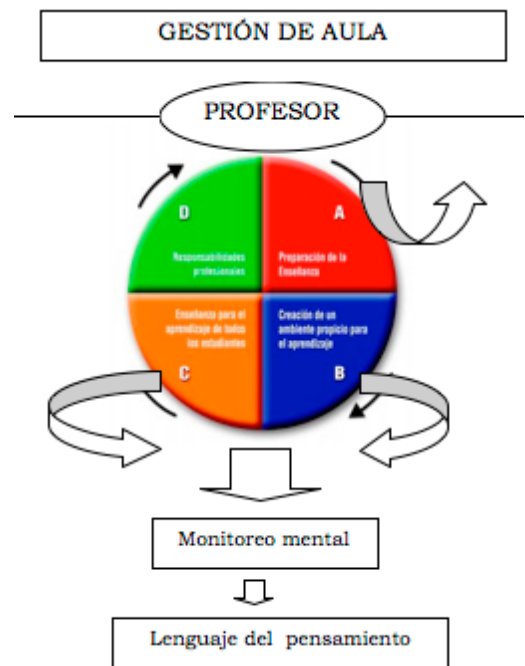 GESTIÓN DE AULA
PROFESOR
D
Responsabilidades
profesionales
A
Preparación de la
Enseñanza
Enseñanza para el
aprendizaje de todos
los estudiantes
C
Creación de un
ambiente propicio para
el aprendizaje
B
Monitoreo mental
Lenguaje del pensamiento